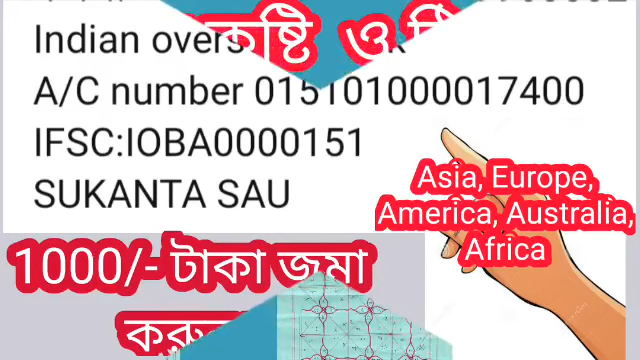 Indian overs
ও
A/C number 015101000017400
IFSC:IOBA0000151
SUKANTA SAU
Asia, Europe,
America, Australia,
Africa
1000/- টাকা জমা